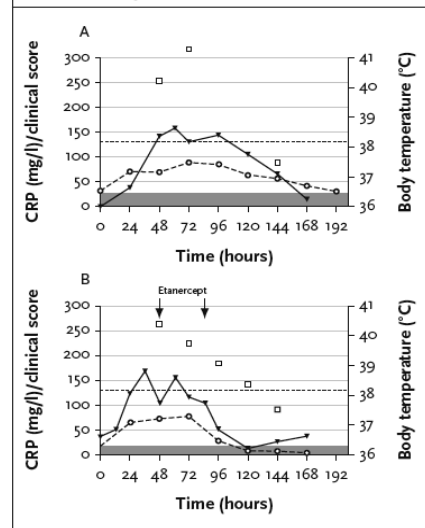 A
300
250
200
150
100
50
0
41
40
39
38
37
36
CRP (mg/l)/clinical score
Body temperature (°C)
0 24 48 72 96 120 144 168 192
Time (hours)
B
Etanercept
300
250
200
150
100
50
0
41
40
39
38
37
36
CRP (mg/l)/clinical score
Body temperature (°C)
0 24 48 72 96 120 144 168 192
Time (hours)